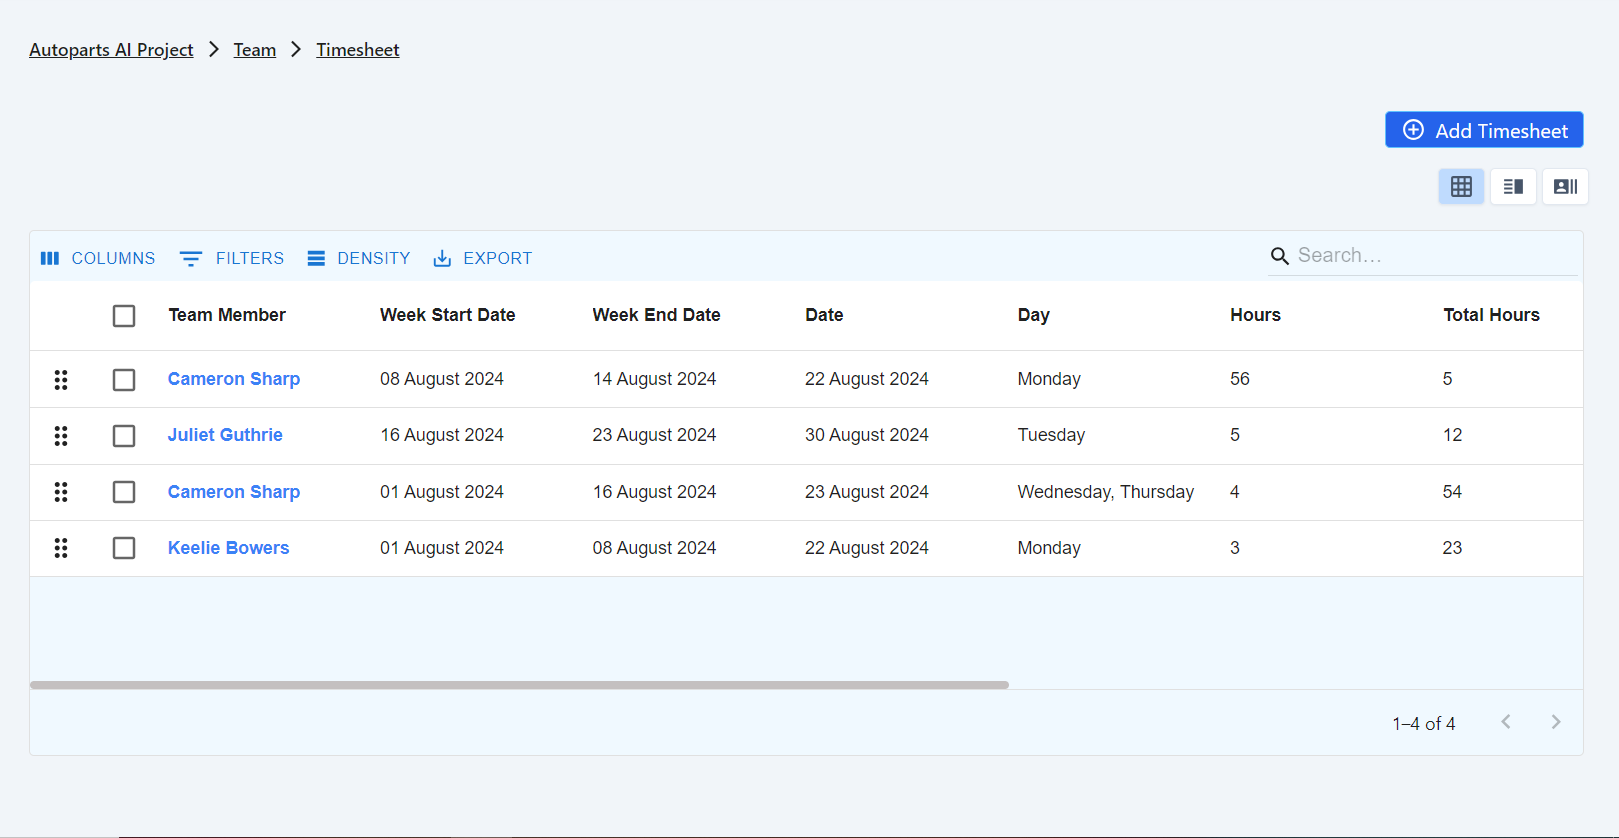 Autoparts AI Project > Team > Timesheet
Add Timesheet
COLUMNS FILTERS DENSITY EXPORT Search...
Team Member Week Start Date Week End Date Date Day Hours Total Hours
Cameron Sharp 08 August 2024 14 August 2024 22 August 2024 Monday 56 5
Juliet Guthrie 16 August 2024 23 August 2024 30 August 2024 Tuesday 5 12
Cameron Sharp 01 August 2024 16 August 2024 23 August 2024 Wednesday, Thursday 4 54
Keelie Bowers 01 August 2024 08 August 2024 22 August 2024 Monday 3 23
1–4 of 4